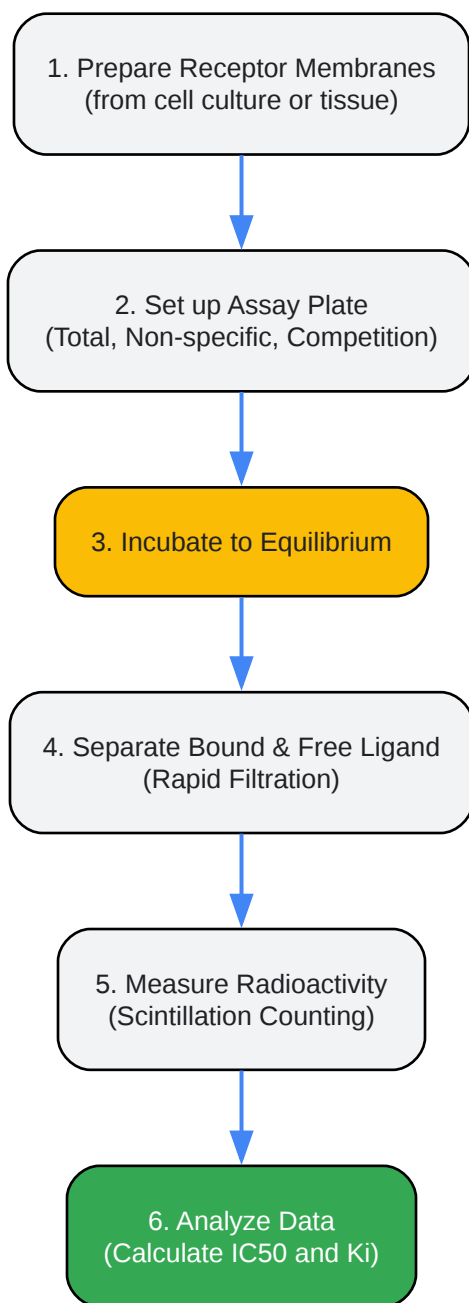 1. Prepare Receptor Membranes
(from cell culture or tissue)
2. Set up Assay Plate
(Total, Non-specific, Competition)
3. Incubate to Equilibrium
4. Separate Bound & Free Ligand
(Rapid Filtration)
5. Measure Radioactivity
(Scintillation Counting)
6. Analyze Data
(Calculate IC50 and Ki)